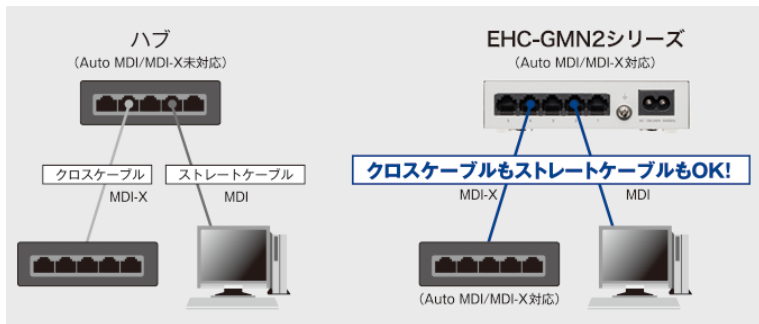 ハブ
（Auto MDI/MDI-X未対応）
クロスケーブル
ストレートケーブル
MDI-X
MDI
EHC-GMN2シリーズ
（Auto MDI/MDI-X対応）
クロスケーブルもストレートケーブルもOK!
MDI-X
MDI
（Auto MDI/MDI-X対応）